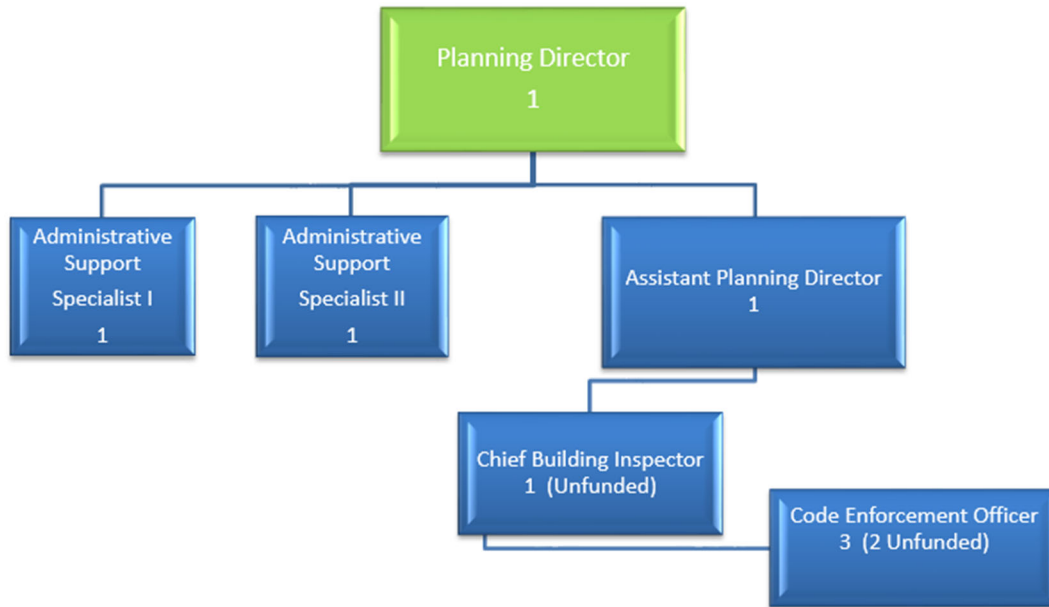 Planning Director
1
Administrative
Support
Specialist I
1
Administrative
Support
Specialist II
1
Assistant Planning Director
1
Chief Building Inspector
1 (Unfunded)
Code Enforcement Officer
3 (2 Unfunded)